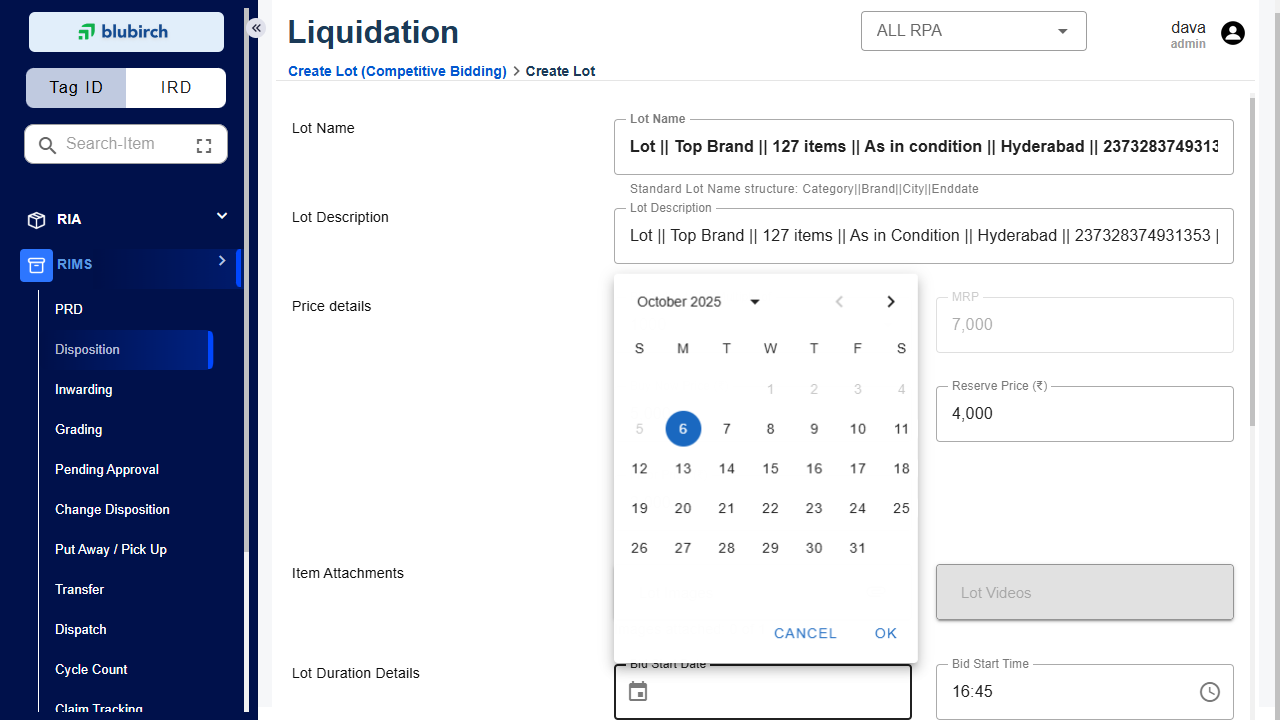 blubirch
Tag ID
IRD
Search-Item
RIA
RIMS
PRD
Disposition
Inwarding
Grading
Pending Approval
Change Disposition
Put Away / Pick Up
Transfer
Dispatch
Cycle Count
Claim Tracking
Liquidation
ALL RPA
dava
admin
Create Lot (Competitive Bidding) > Create Lot
Lot Name
Lot Name
Lot || Top Brand || 127 items || As in condition || Hyderabad || 2373283749313
Standard Lot Name structure: Category||Brand||City||Enddate
Lot Description
Lot Description
Lot || Top Brand || 127 items || As in Condition || Hyderabad || 237328374931353 |
Price details
MRP
7,000
Reserve Price (₹)
4,000
October 2025
S M T W T F S
1 2 3 4
5 6 7 8 9 10 11
12 13 14 15 16 17 18
19 20 21 22 23 24 25
26 27 28 29 30 31
CANCEL OK
Item Attachments
Lot Videos
Lot Duration Details
Bid Start Date
Bid Start Time
16:45